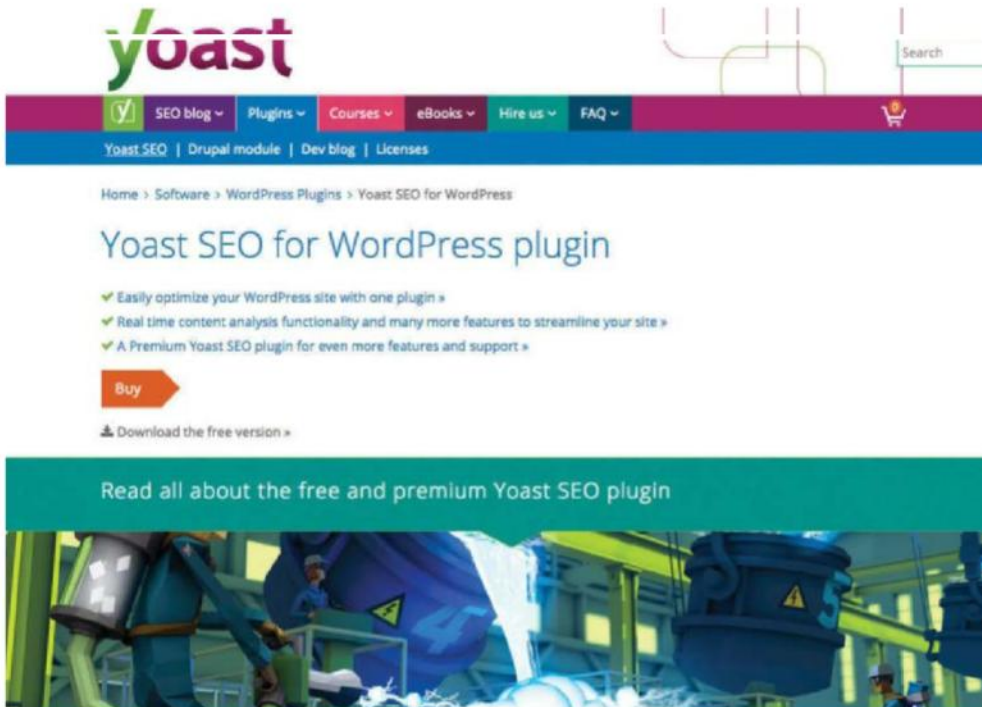 yoast
Search
SEO blog Plugins Courses eBooks Hire us FAQ 0
Yoast SEO | Drupal module | Dev blog | Licenses
Home > Software > WordPress Plugins > Yoast SEO for WordPress
Yoast SEO for WordPress plugin
Easily optimize your WordPress site with one plugin »
Real time content analysis functionality and many more features to streamline your site »
A Premium Yoast SEO plugin for even more features and support »
Buy
Download the free version »
Read all about the free and premium Yoast SEO plugin
4
5